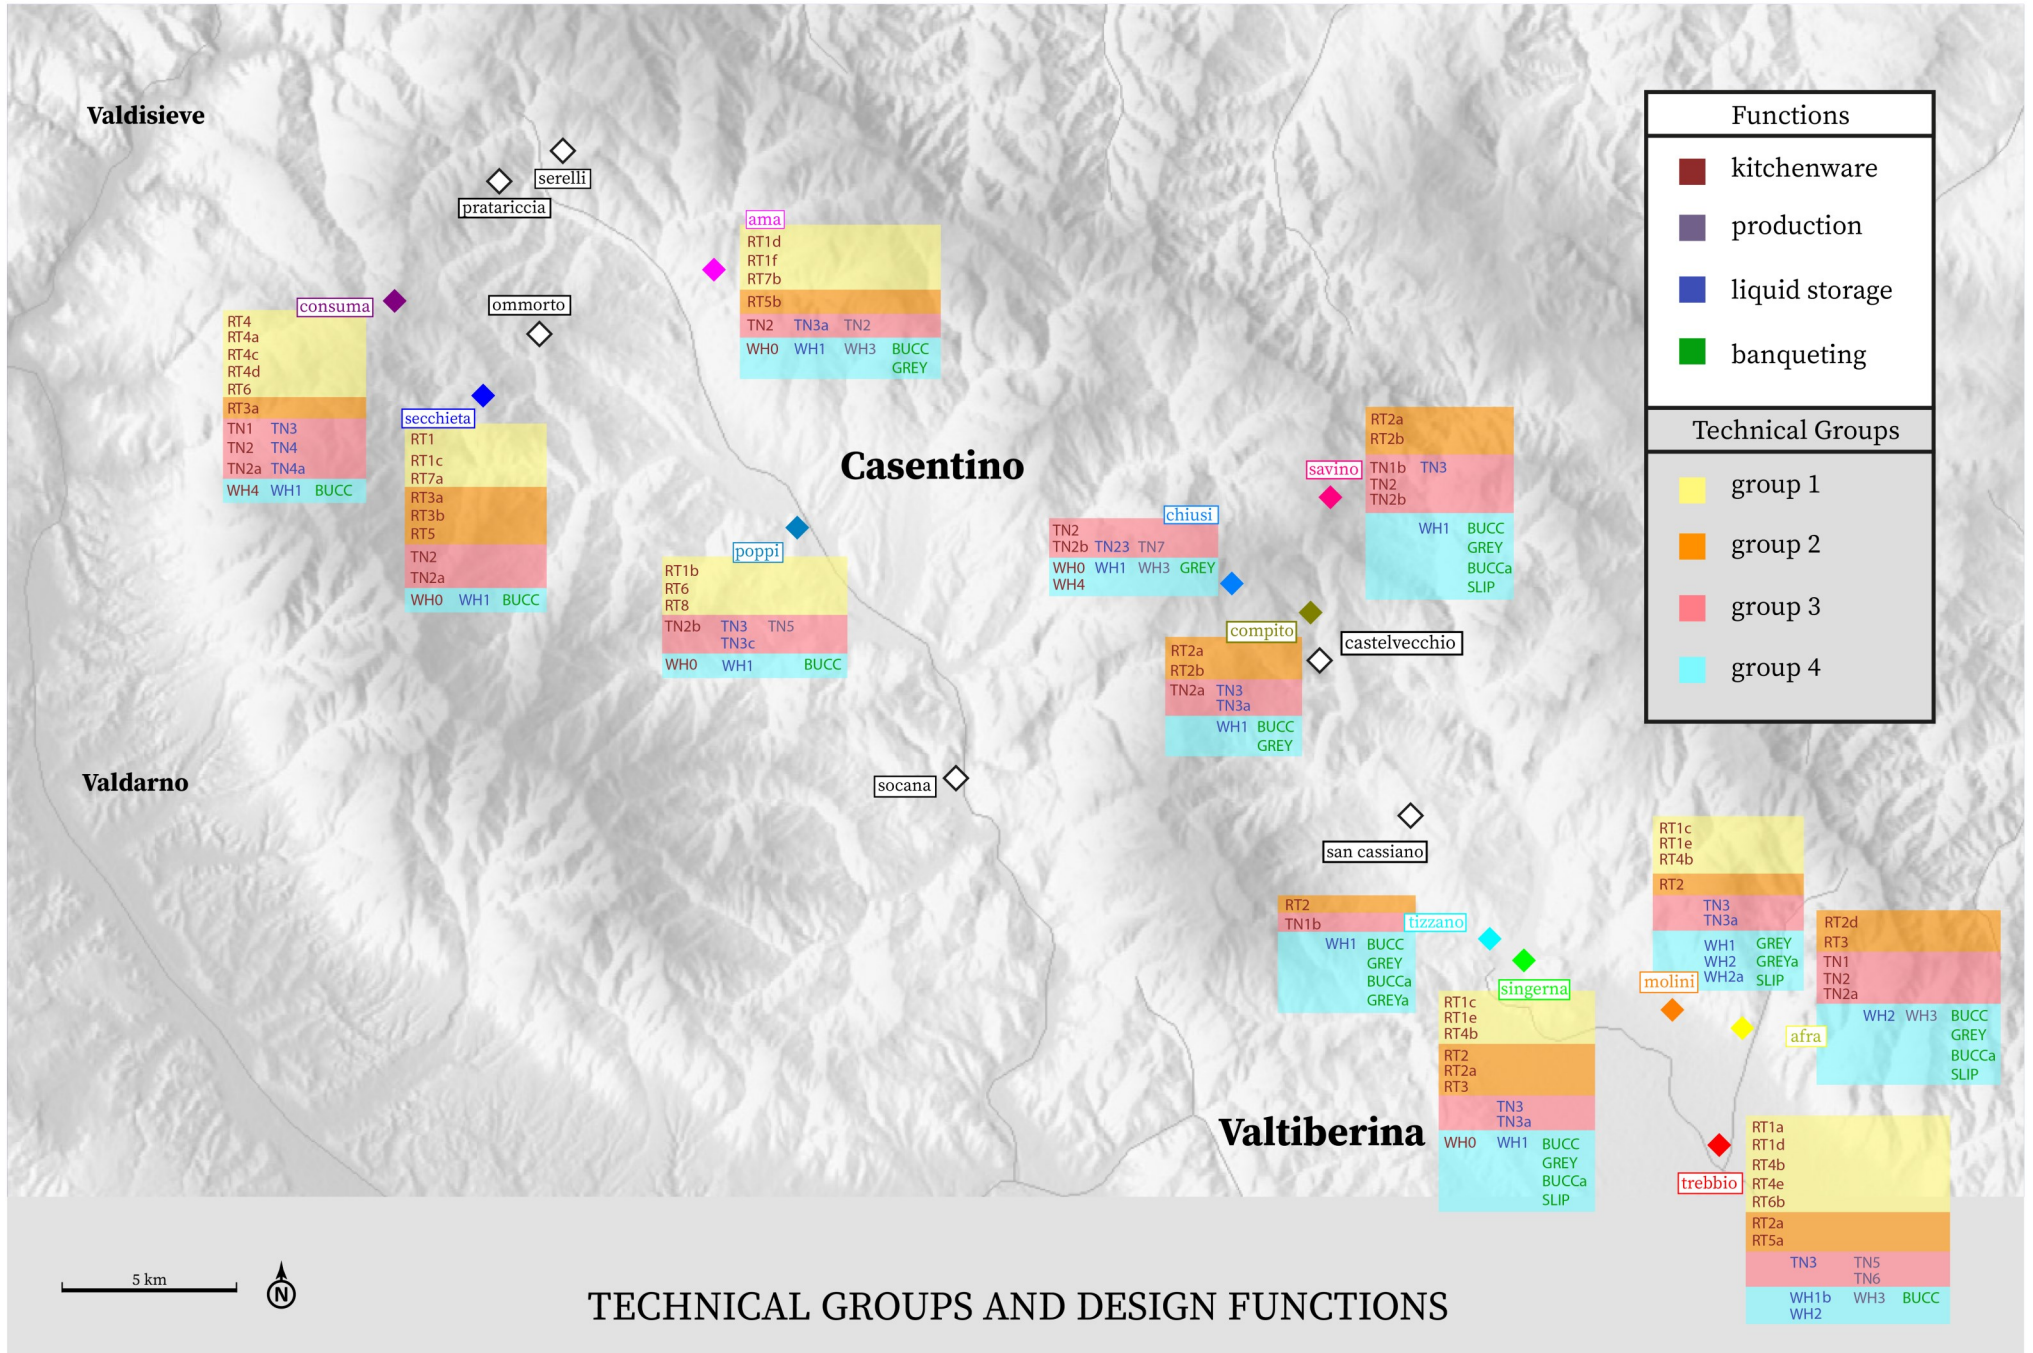 Valdisieve
serelli
pratariccia
consuma
RT4
RT4a
RT4c
RT4d
RT6
RT3a
TN1 TN3
TN2 TN4
TN2a TN4a
WH4 WH1 BUCC
ommorto
secchieta
RT1
RT1c
RT7a
RT3a
RT3b
RT5
TN2
TN2a
WH0 WH1 BUCC
ama
RT1d
RT1f
RT7b
RT5b
TN2 TN3a TN2
WH0 WH1 WH3 BUCC
GREY
Casentino
poppi
RT1b
RT6
RT8
TN2b TN3 TN5
TN3c
WH0 WH1 BUCC
chiusi
TN2
TN2b TN23 TN7
WH0 WH1 WH3 GREY
WH4
savino
RT2a
RT2b
TN1b TN3
TN2
TN2b
WH1 BUCC
GREY
BUCCa
SLIP
compito
RT2a
RT2b
TN2a TN3
TN3a
WH1 BUCC
GREY
castelvecchio
Valdarno
socana
san cassiano
tizzano
RT2
TN1b
WH1 BUCC
GREY
BUCCa
GREYa
singerna
RT1c
RT1e
RT4b
RT2
RT2a
RT3
TN3
TN3a
WH0 WH1 BUCC
GREY
BUCCa
SLIP
RT1c
RT1e
RT4b
RT2
TN3
TN3a
WH1 GREY
WH2 GREYa
WH2a SLIP
molini
afra
RT2d
RT3
TN1
TN2
TN2a
WH2 WH3 BUCC
GREY
BUCCa
SLIP
Valtiberina
trebbio
RT1a
RT1d
RT4b
RT4e
RT6b
RT2a
RT5a
TN3 TN5
TN6
WH1b WH3 BUCC
WH2
Functions
kitchenware
production
liquid storage
banqueting
Technical Groups
group 1
group 2
group 3
group 4
5 km
N
TECHNICAL GROUPS AND DESIGN FUNCTIONS